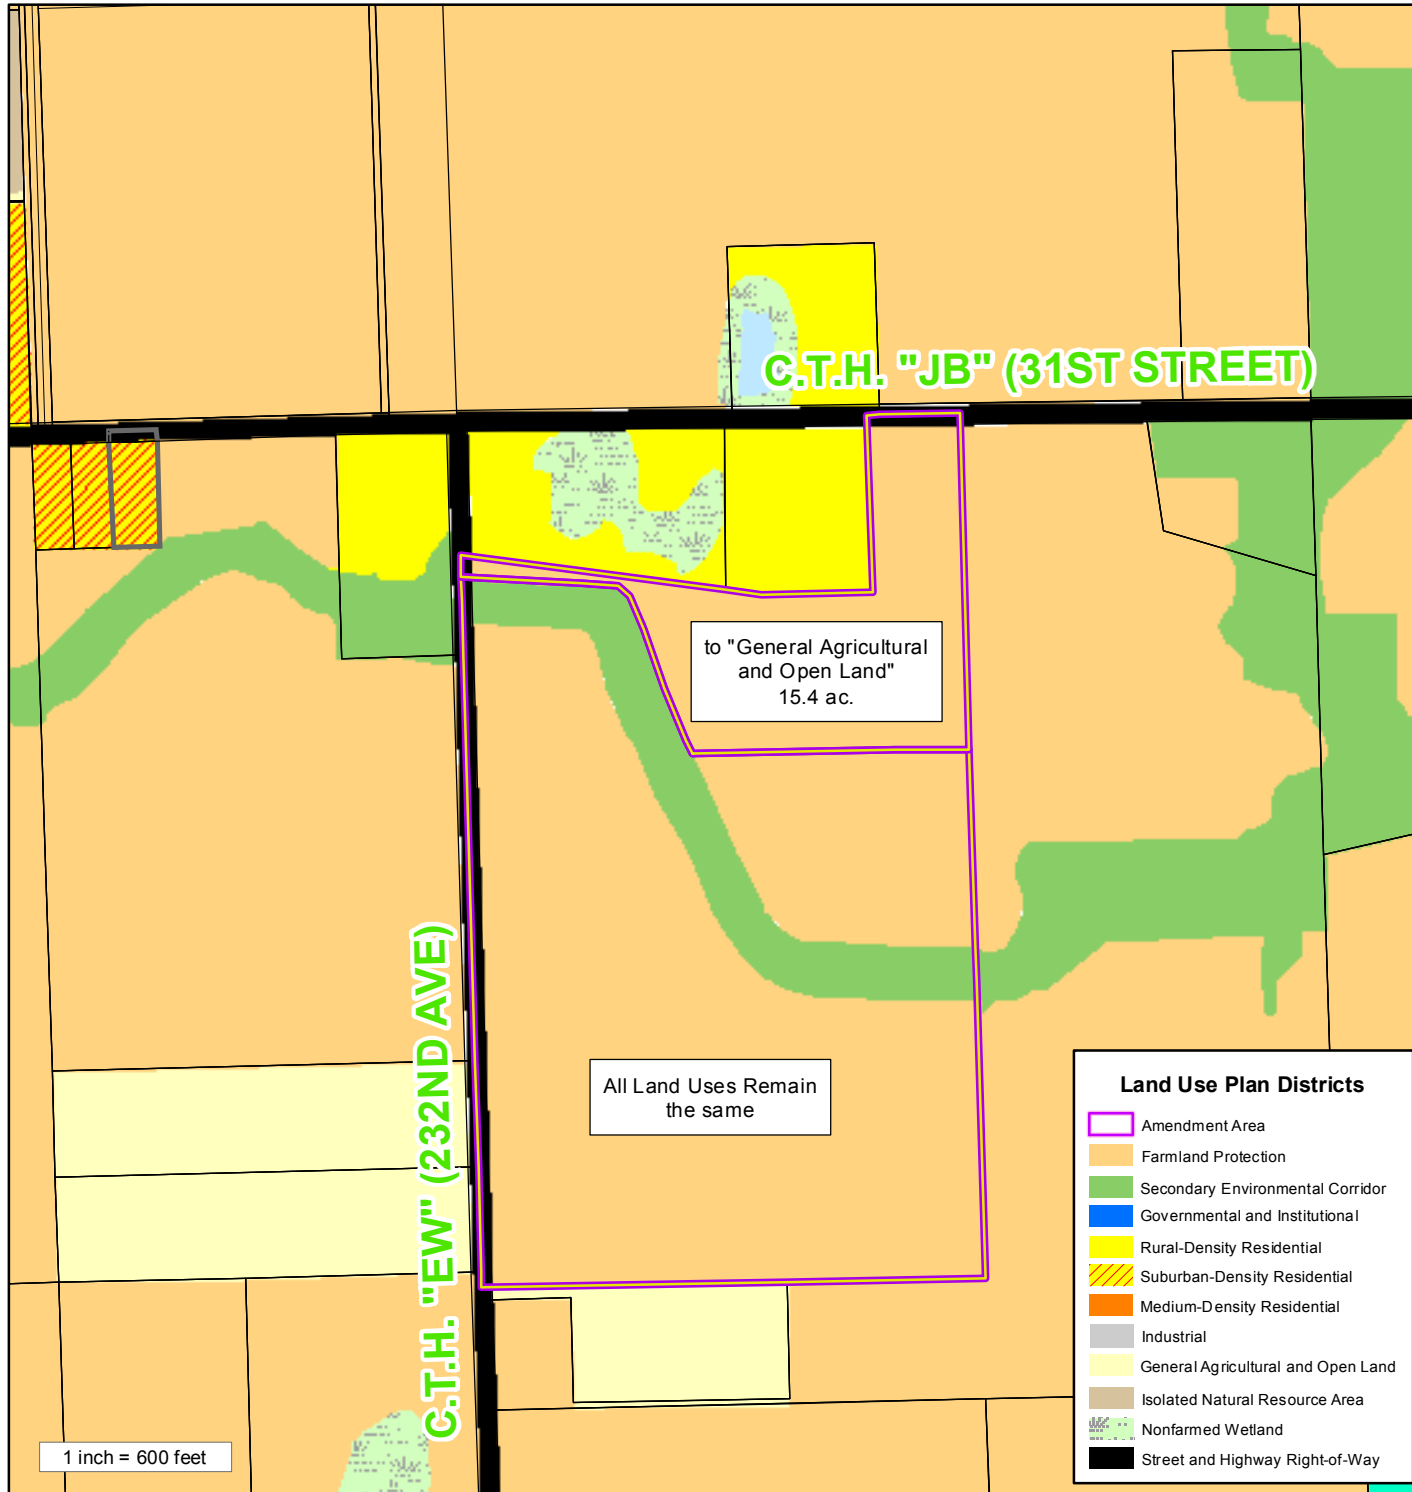 C.T.H. "JB" (31ST STREET)
to "General Agricultural
and Open Land"
15.4 ac.
C.T.H. "EW" (232ND AVE)
All Land Uses Remain
the same
Land Use Plan Districts
Amendment Area
Farmland Protection
Secondary Environmental Corridor
Governmental and Institutional
Rural-Density Residential
Suburban-Density Residential
Medium-Density Residential
Industrial
General Agricultural and Open Land
Isolated Natural Resource Area
Nonfarmed Wetland
Street and Highway Right-of-Way
1 inch = 600 feet